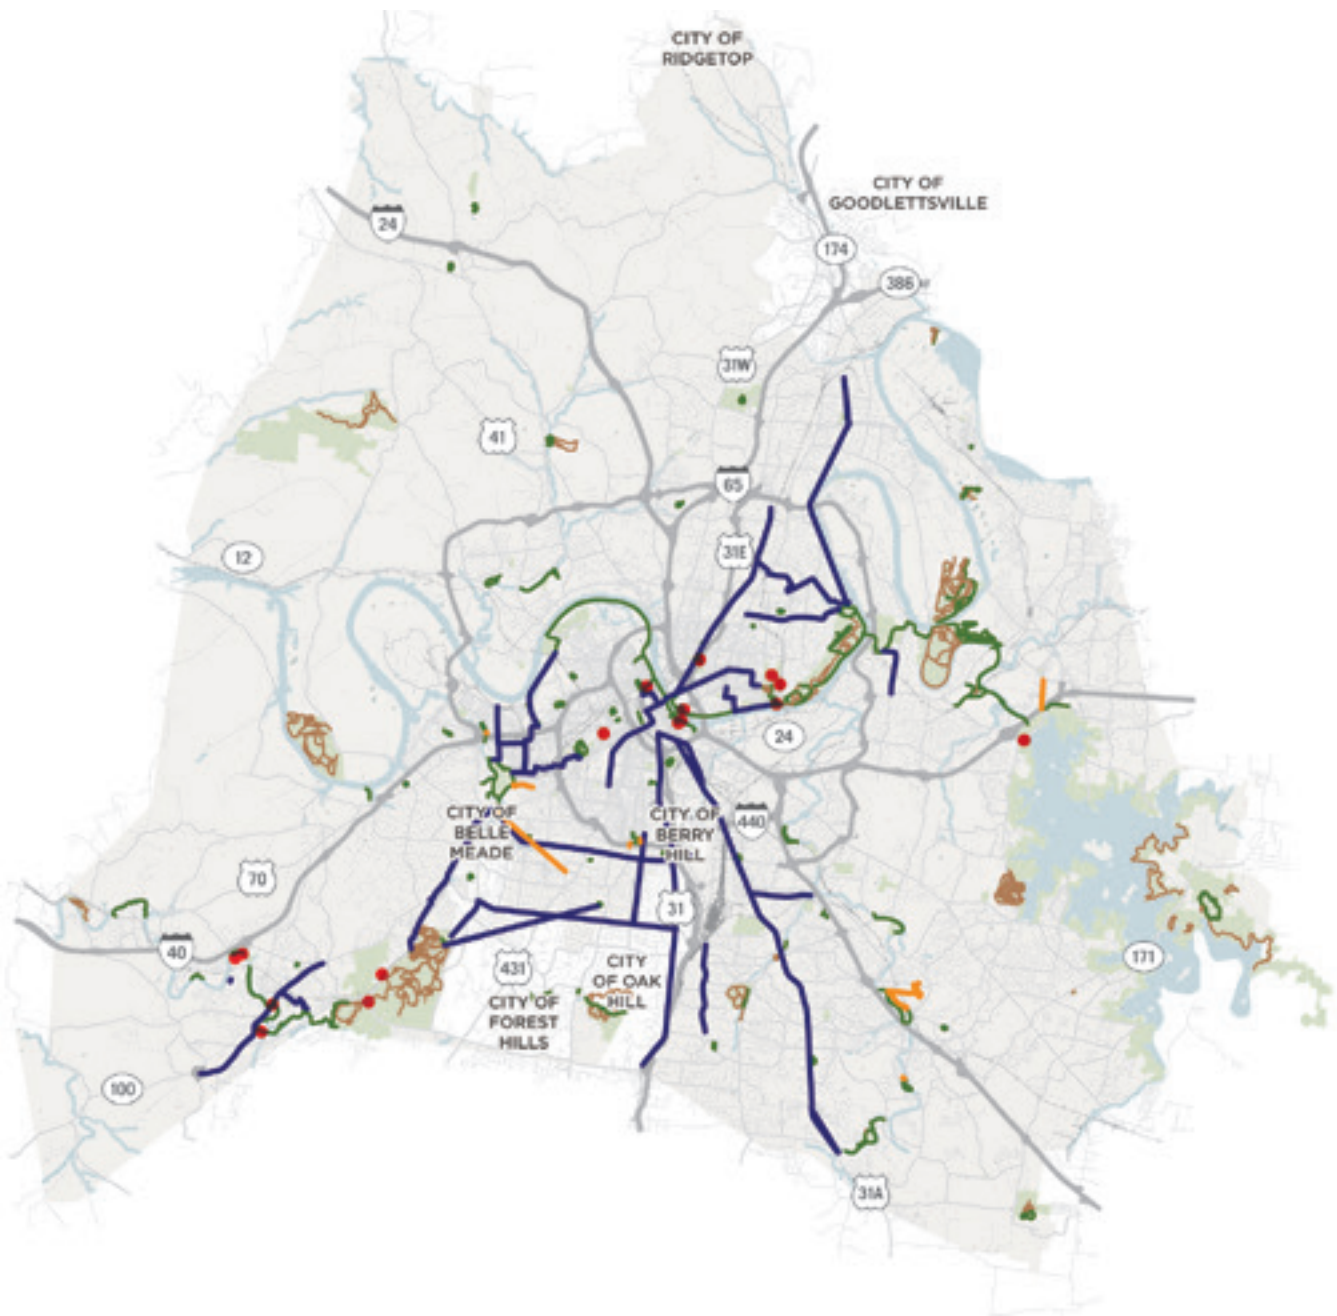 CITY OF
RIDGETOP
CITY OF
GOODLETTSVILLE
24
174
386
31W
41
65
31E
12
24
CITY OF
BELLE
MEADE
CITY OF
BERRY
HILL
440
70
31
40
431
CITY
OF OAK
HILL
171
CITY OF
FOREST
HILLS
100
31A